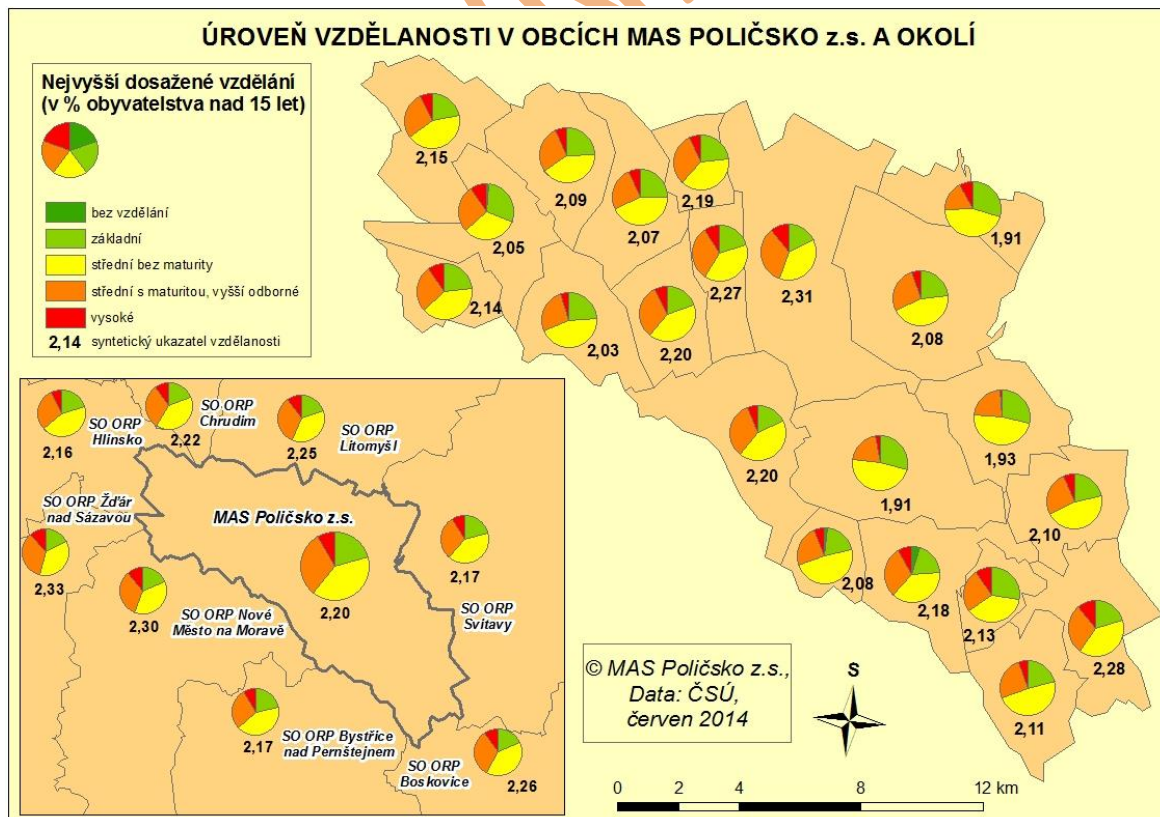 ÚROVEŇ VZDĚLANOSTI V OBCÍCH MAS POLIČSKO z.s. A OKOLÍ
Nejvyšší dosažené vzdělání
(v % obyvatelstva nad 15 let)
bez vzdělání
základní
střední bez maturity
střední s maturitou, vyšší odborné
vysoké
2,14 syntetický ukazatel vzdělanosti
2,15
2,09
2,19
2,05
2,07
1,91
2,14
2,27
2,31
2,03
2,20
2,08
2,20
1,93
1,91
2,10
2,08
2,18
2,13
2,28
2,11
SO ORP
Hlinsko
2,16
SO ORP
Chrudim
2,22
SO ORP
Litomyšl
2,25
SO ORP Žďár
nad Sázavou
2,33
MAS Poličsko z.s.
2,20
2,17
SO ORP
Svitavy
SO ORP Nové
Město na Moravě
2,30
SO ORP Bystřice
nad Pernštejnem
2,17
SO ORP
Boskovice
2,26
© MAS Poličsko z.s.,
Data: ČSÚ,
červen 2014
S
0 2 4 8 12 km